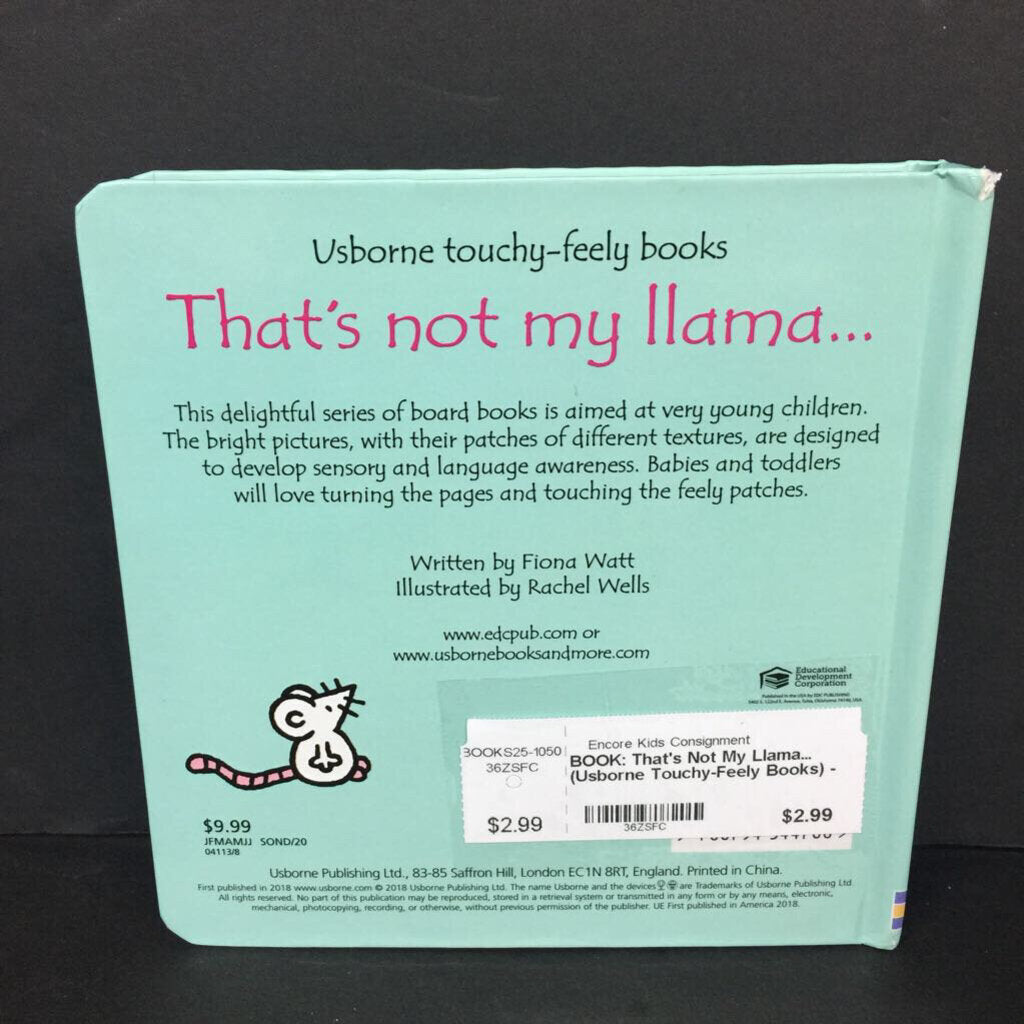 Usborne touchy-feely books
That's not my llama...
This delightful series of board books is aimed at very young children.
The bright pictures, with their patches of different textures, are designed
to develop sensory and language awareness. Babies and toddlers
will love turning the pages and touching the feely patches.
Written by Fiona Watt
Illustrated by Rachel Wells
www.edcpub.com or
www.usbornebooksandmore.com
Educational
Development
Corporation
Published in the USA by EDC PUBLISHING
BOOKS25-1050
36ZSFC
$2.99
Encore Kids Consignment
BOOK: That's Not My Llama...
(Usborne Touchy-Feely Books) -
36ZSFC
$2.99
$9.99
JFMAMJJ SOND/20
04113/8
Usborne Publishing Ltd., 83-85 Saffron Hill, London EC1N 8RT, England. Printed in China.
First published in 2018 www.usborne.com © 2018 Usborne Publishing Ltd. The name Usborne and the devices are Trademarks of Usborne Publishing Ltd.
All rights reserved. No part of this publication may be reproduced, stored in a retrieval system or transmitted in any form or by any means, electronic,
mechanical, photocopying, recording, or otherwise, without previous permission of the publisher. UE First published in America 2018.